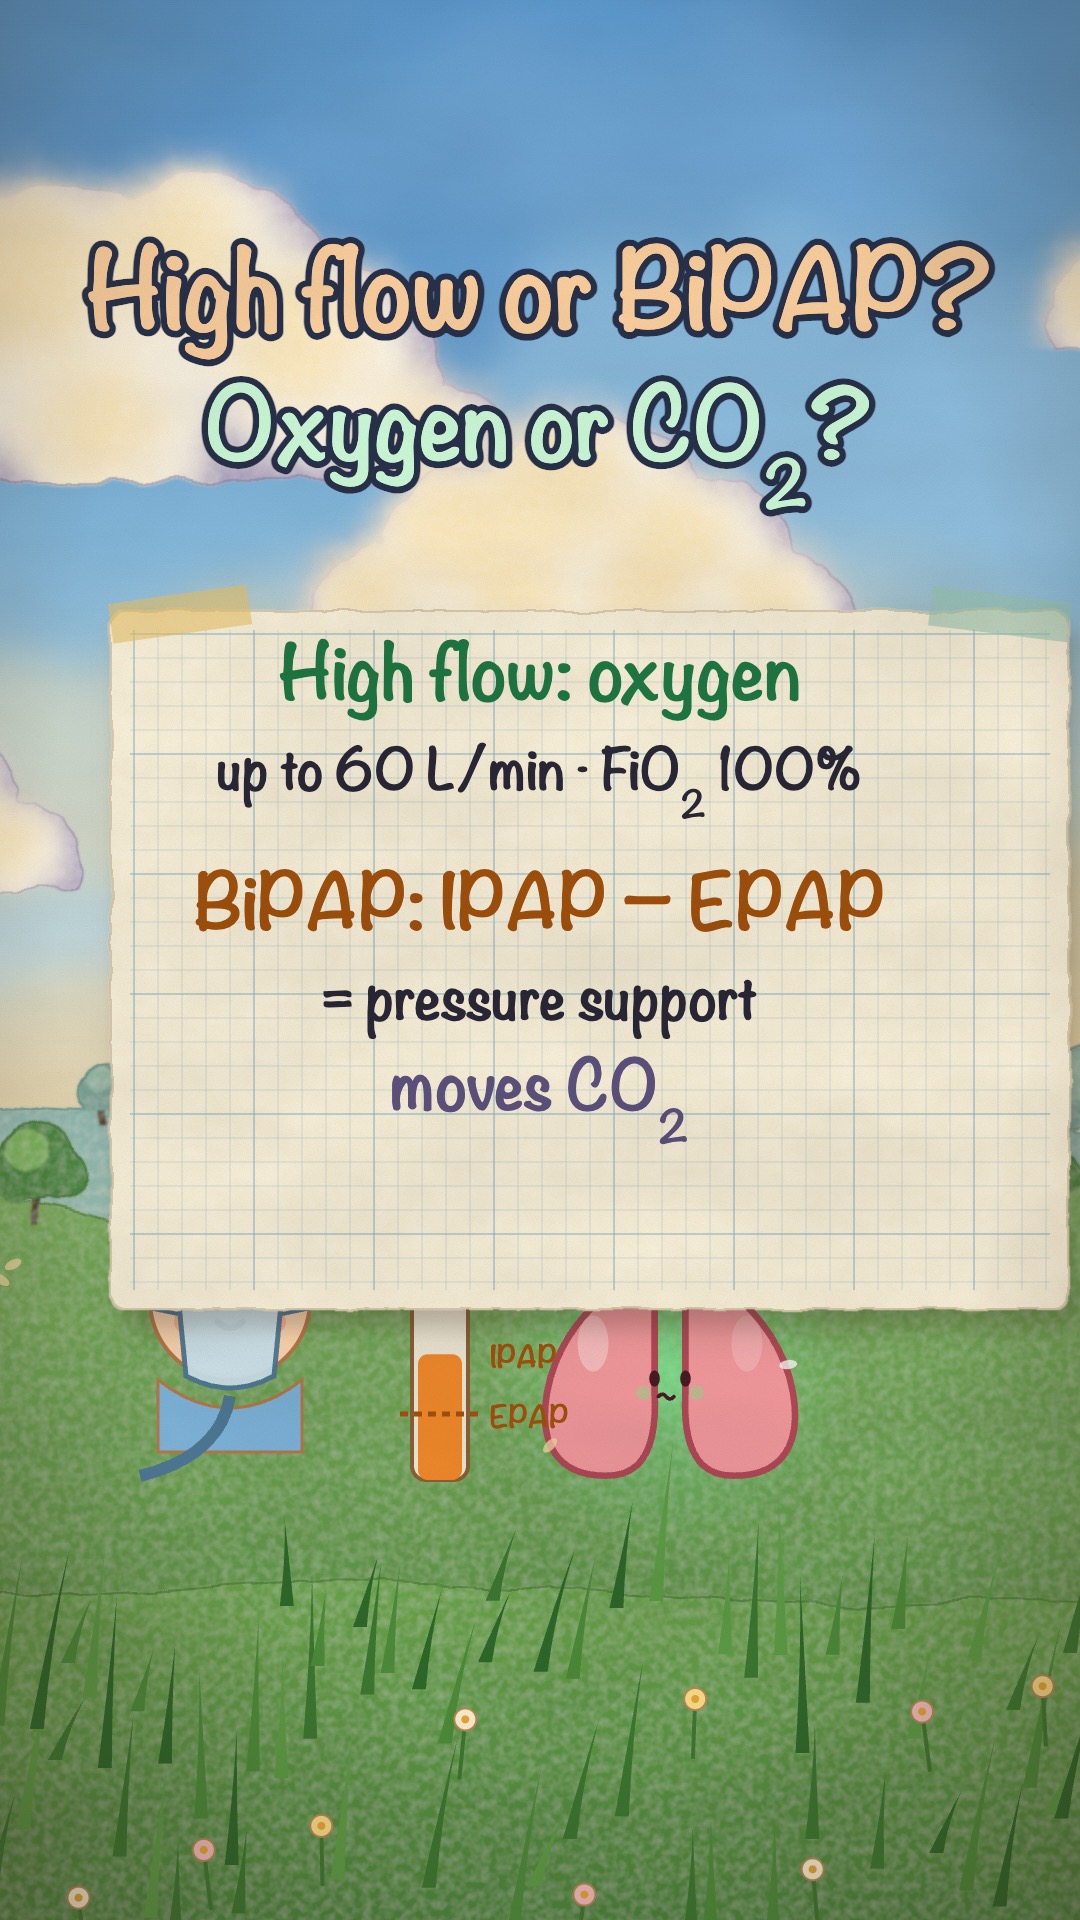 High flow or BiPAP?
Oxygen or CO₂?
High flow: oxygen
up to 60 L/min · FiO₂ 100%
BiPAP: IPAP – EPAP
= pressure support
moves CO₂
IPAP
EPAP